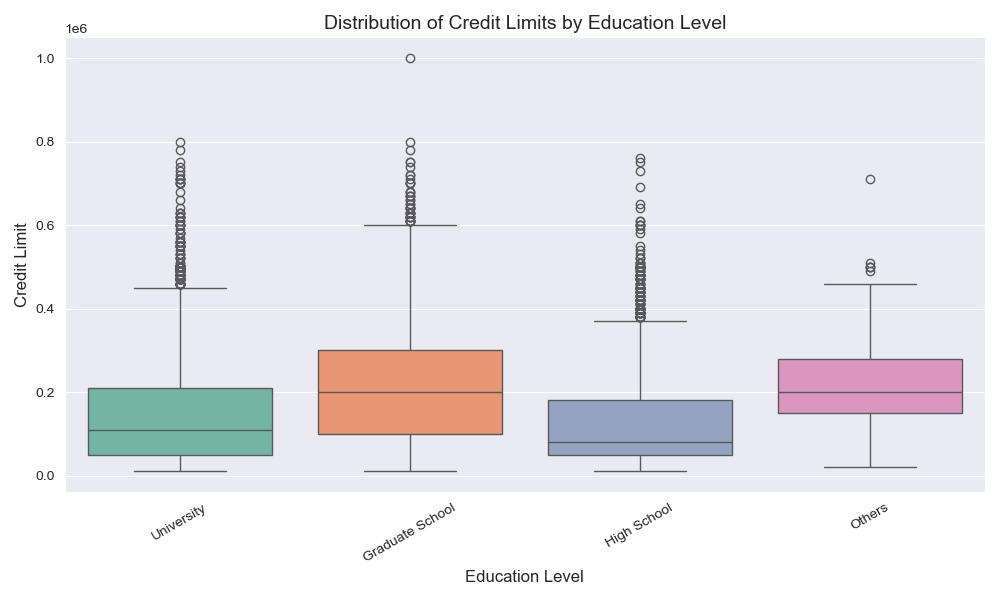 Distribution of Credit Limits by Education Level
1e6
1.0
0.8
0.6
0.4
0.2
0.0
Credit Limit
University
Graduate School
High School
Others
Education Level